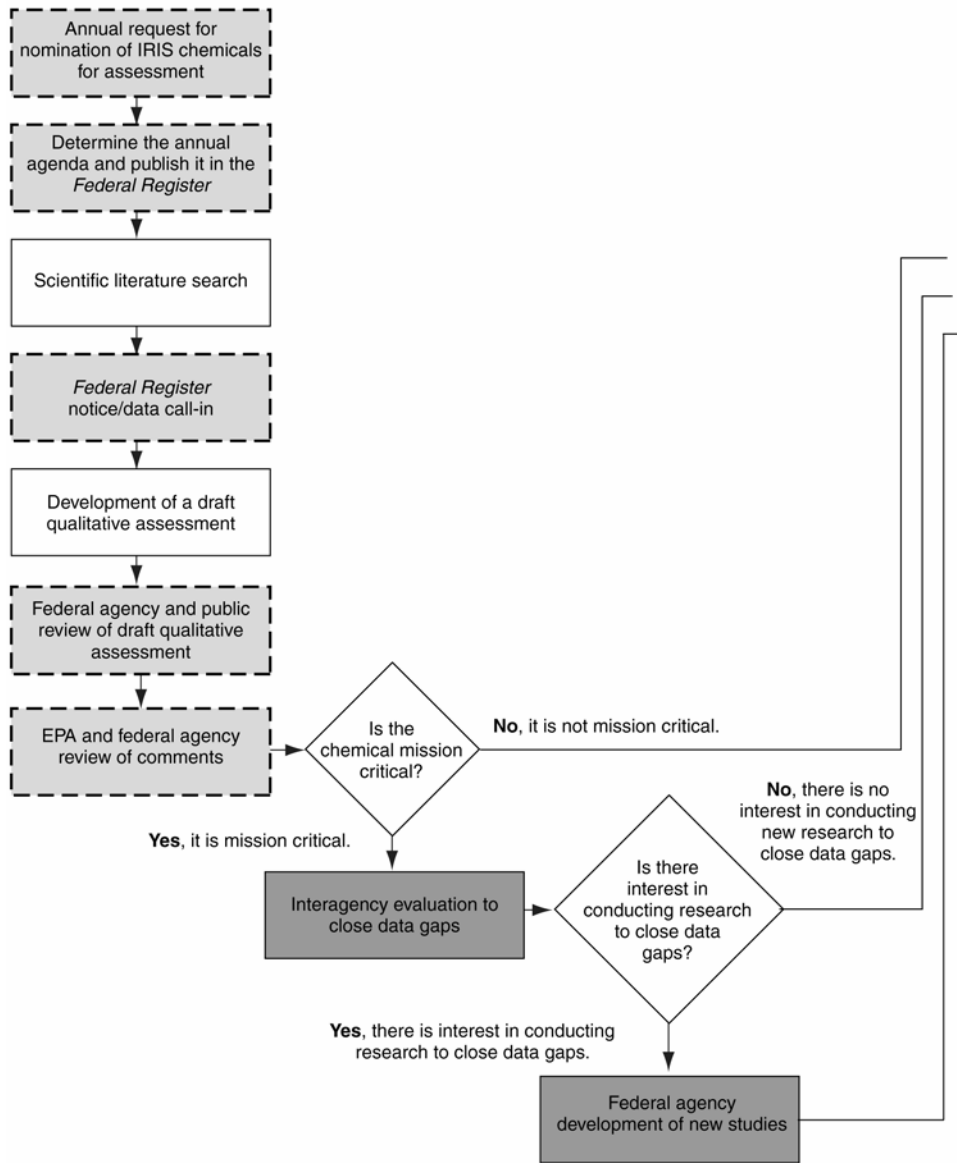 Annual request for
nomination of IRIS chemicals
for assessment
Determine the annual
agenda and publish it in the
Federal Register
Scientific literature search
Federal Register
notice/data call-in
Development of a draft
qualitative assessment
Federal agency and public
review of draft qualitative
assessment
EPA and federal agency
review of comments
Is the
chemical mission
critical?
No, it is not mission critical.
Yes, it is mission critical.
Interagency evaluation to
close data gaps
Is there
interest in
conducting research
to close data
gaps?
No, there is no
interest in conducting
new research to
close data gaps.
Yes, there is interest in conducting
research to close data gaps.
Federal agency
development of new studies